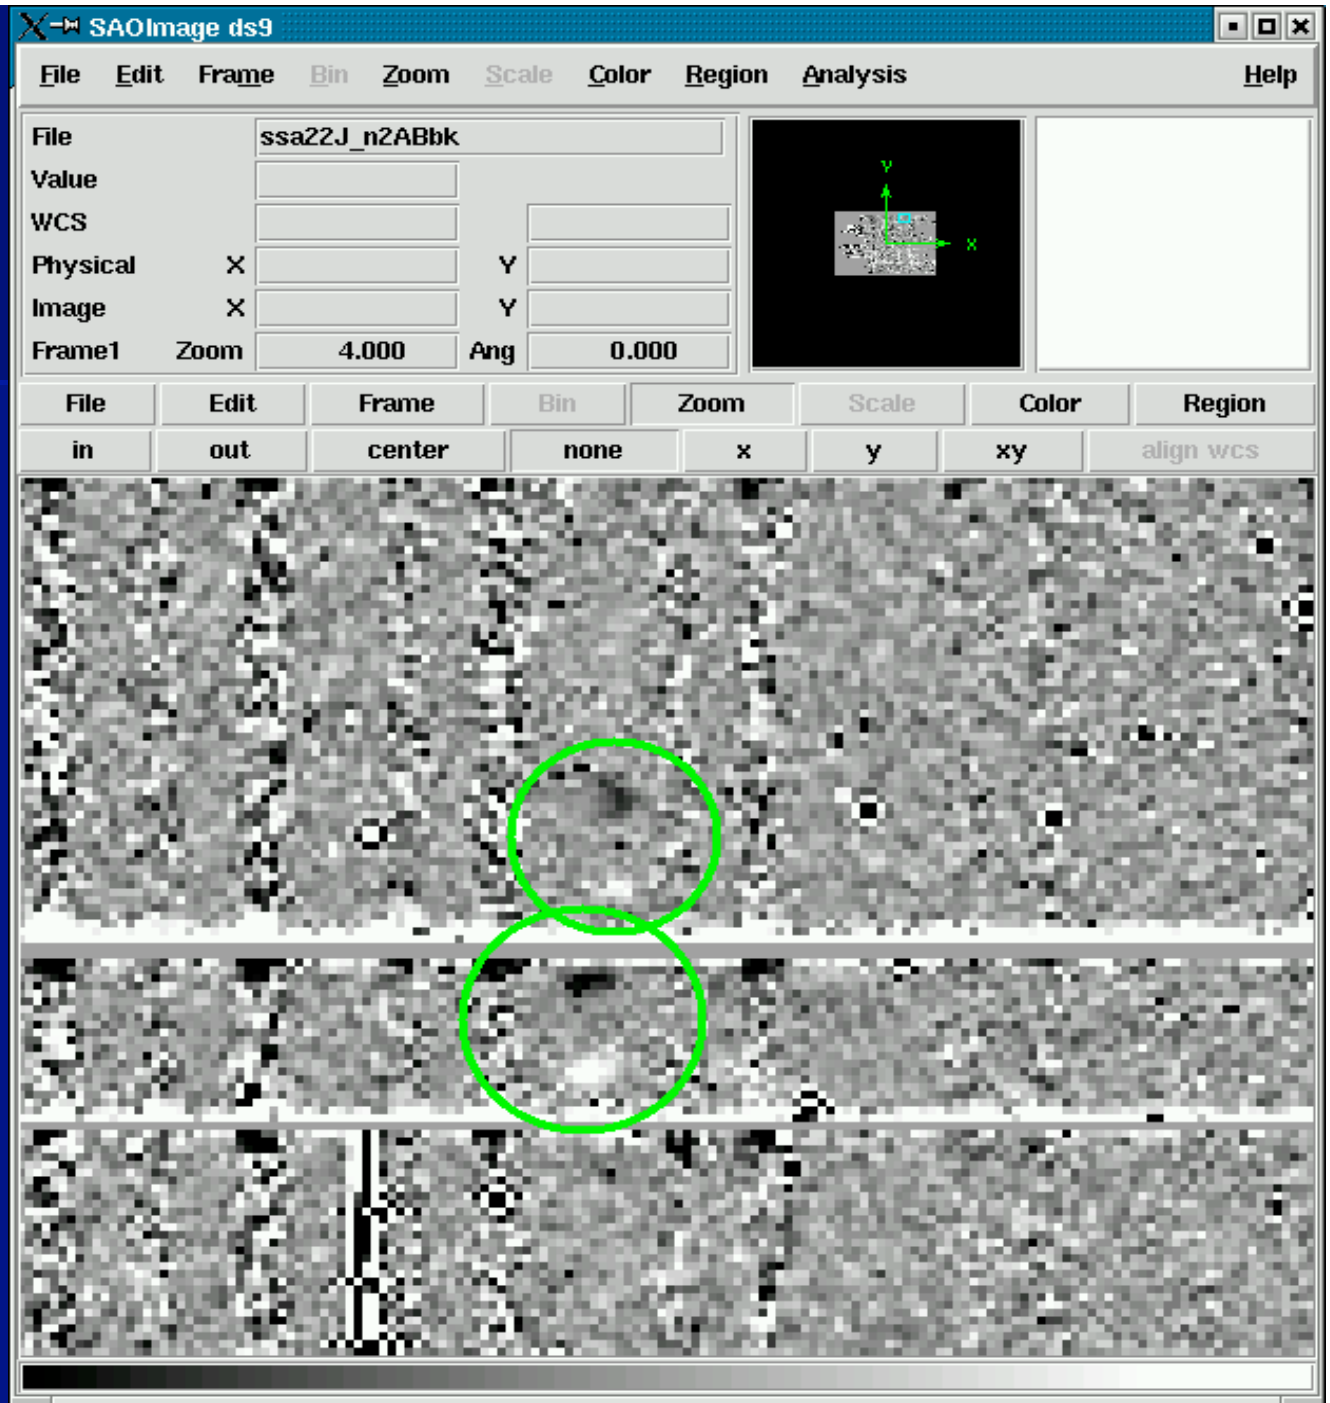 SAOImage ds9
File Edit Frame Bin Zoom Scale Color Region Analysis Help
File ssa22J_n2ABbk
Value
WCS
Physical X Y
Image X Y
Frame1 Zoom 4.000 Ang 0.000
Y
X
File Edit Frame Bin Zoom Scale Color Region
in out center none x y xy align wcs